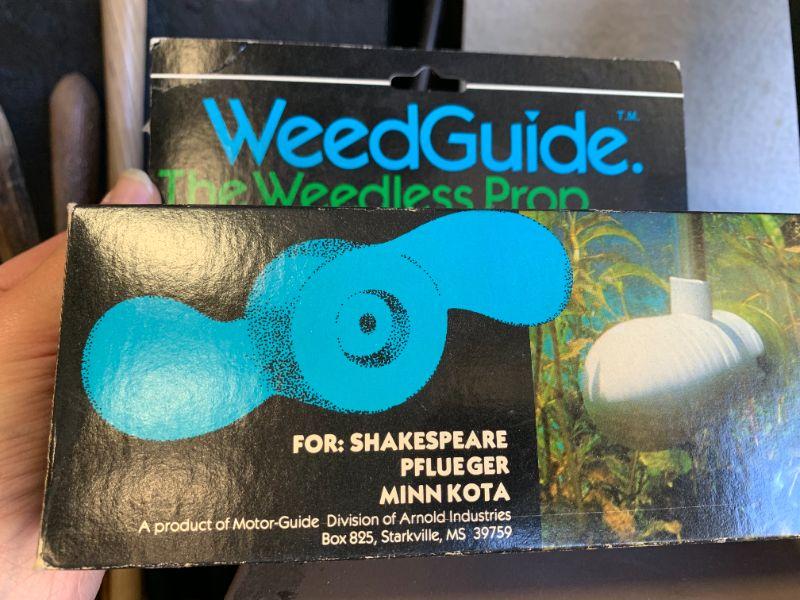 WeedGuide.™
The Weedless Prop
FOR: SHAKESPEARE
PFLUEGER
MINN KOTA
A product of Motor-Guide Division of Arnold Industries
Box 825, Starkville, MS 39759